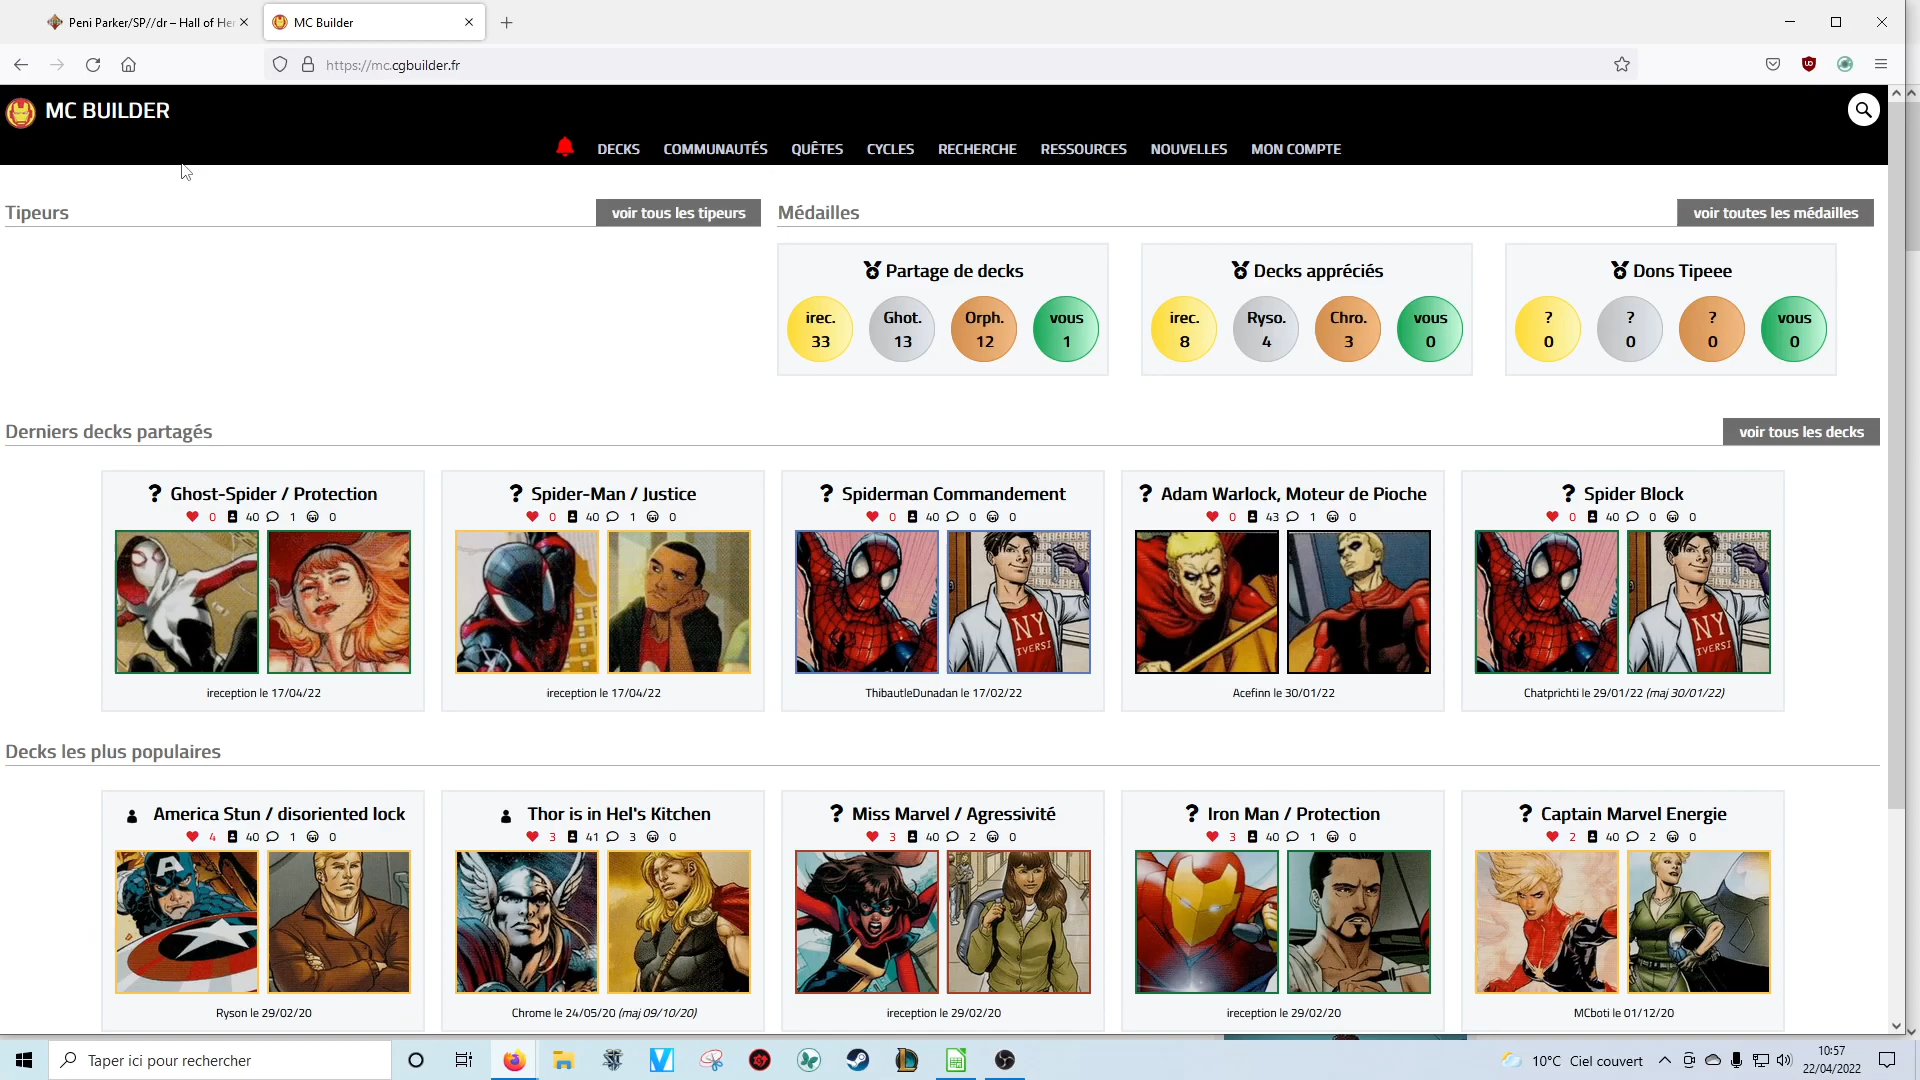 Peni Parker/SP//dr – Hall of He
MC Builder
https://mc.cgbuilder.fr
MC BUILDER
DECKS COMMUNAUTÉS QUÊTES CYCLES RECHERCHE RESSOURCES NOUVELLES MON COMPTE
Tipeurs
voir tous les tipeurs
Médailles
voir toutes les médailles
Partage de decks
irec. 33
Ghot. 13
Orph. 12
vous 1
Decks appréciés
irec. 8
Ryso. 4
Chro. 3
vous 0
Dons Tipeee
? 0
? 0
? 0
vous 0
Derniers decks partagés
voir tous les decks
? Ghost-Spider / Protection
0 40 1 0
ireception le 17/04/22
? Spider-Man / Justice
0 40 1 0
ireception le 17/04/22
? Spiderman Commandement
0 40 0 0
NY
IVERSI
ThibautleDunadan le 17/02/22
? Adam Warlock, Moteur de Pioche
0 43 1 0
Acefinn le 30/01/22
? Spider Block
0 40 0 0
NY
IVERSI
Chatprichti le 29/01/22 (maj 30/01/22)
Decks les plus populaires
America Stun / disoriented lock
4 40 1 0
Ryson le 29/02/20
Thor is in Hel's Kitchen
3 41 3 0
Chrome le 24/05/20 (maj 09/10/20)
? Miss Marvel / Agressivité
3 40 2 0
ireception le 29/02/20
? Iron Man / Protection
3 40 1 0
ireception le 29/02/20
? Captain Marvel Energie
2 40 2 0
MCboti le 01/12/20
Taper ici pour rechercher
10°C Ciel couvert
10:57
22/04/2022